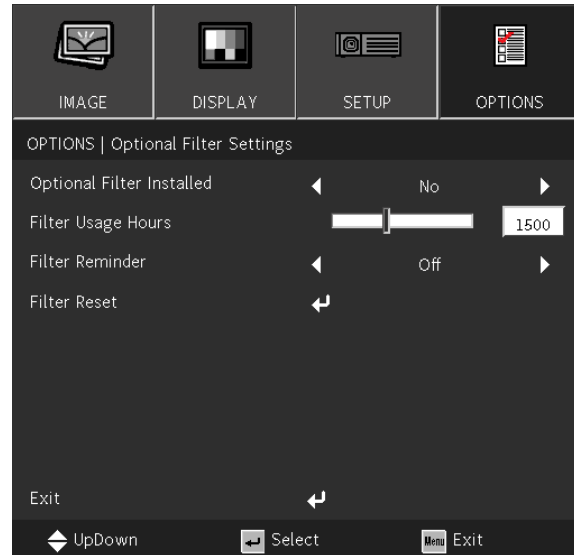 IMAGE DISPLAY SETUP OPTIONS
OPTIONS | Optional Filter Settings
Optional Filter Installed No
Filter Usage Hours 1500
Filter Reminder Off
Filter Reset
Exit
UpDown Select Menu Exit